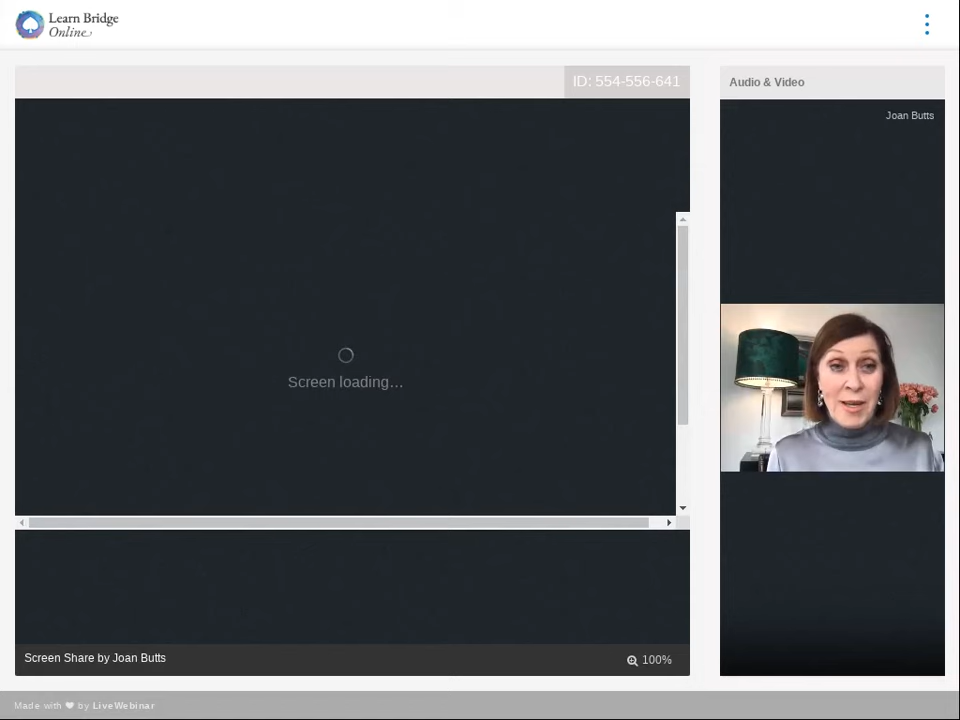 Learn Bridge
Online
ID: 554-556-641
Audio & Video
Joan Butts
Screen loading...
Screen Share by Joan Butts
100%
Made with ❤ by LiveWebinar